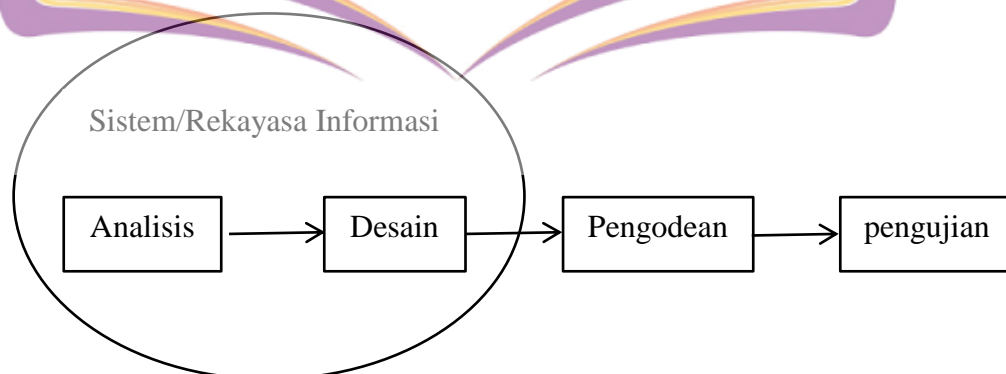 Sistem/Rekayasa Informasi
Analisis
Desain
Pengodean
pengujian